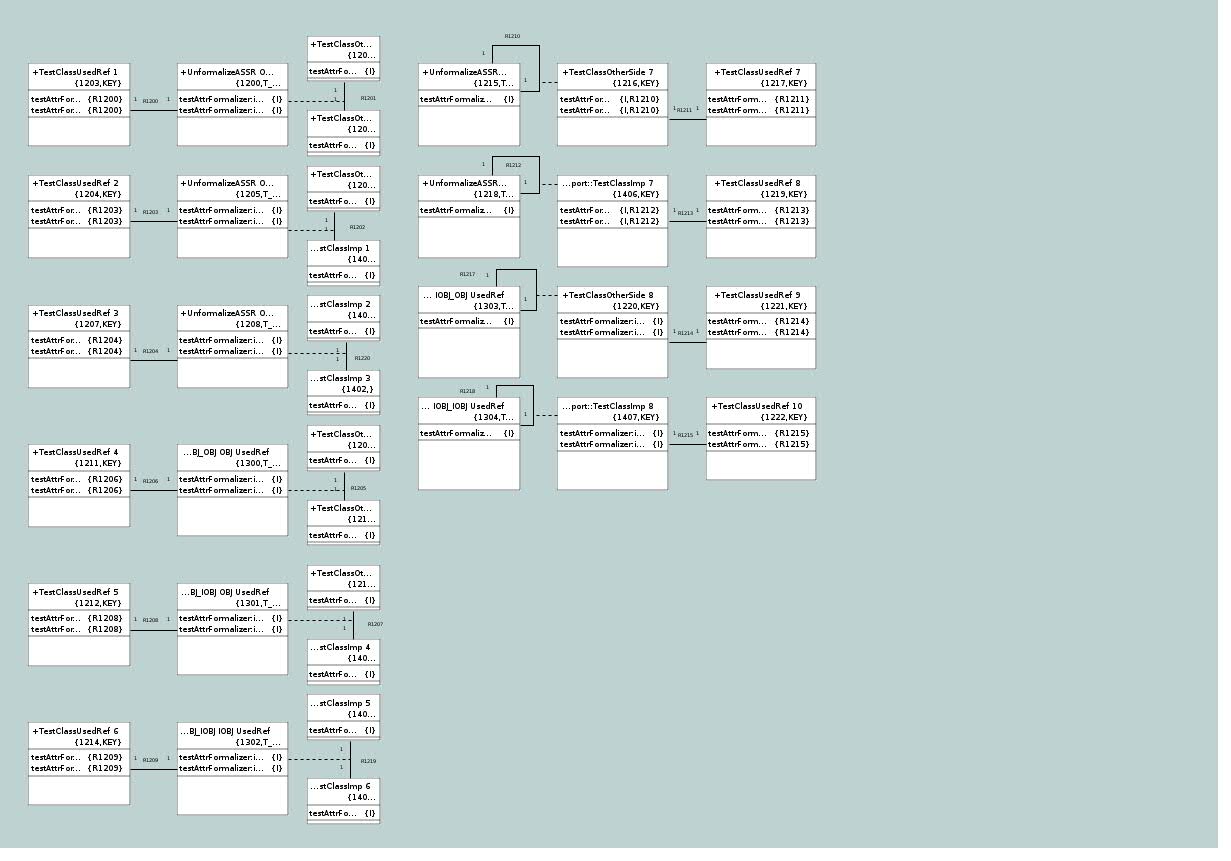 +TestClassUsedRef 1
{1203,KEY}
testAttrFor... {R1200}
testAttrFor... {R1200}
1 R1200 1
+UnformalizeASSR O...
{1200,T_...
testAttrFormalizer:i... {I}
testAttrFormalizer:i... {I}
+TestClassOt...
{120...
testAttrFo... {I}
1
1
R1201
+TestClassOt...
{120...
testAttrFo... {I}
+TestClassUsedRef 2
{1204,KEY}
testAttrFor... {R1203}
testAttrFor... {R1203}
1 R1203 1
+UnformalizeASSR O...
{1205,T_...
testAttrFormalizer:i... {I}
testAttrFormalizer:i... {I}
+TestClassOt...
{120...
testAttrFo... {I}
1
1
R1202
...stClassImp 1
{140...
testAttrFo... {I}
+TestClassUsedRef 3
{1207,KEY}
testAttrFor... {R1204}
testAttrFor... {R1204}
1 R1204 1
+UnformalizeASSR O...
{1208,T_...
testAttrFormalizer:i... {I}
testAttrFormalizer:i... {I}
...stClassImp 2
{140...
testAttrFo... {I}
1
1
R1220
...stClassImp 3
{1402,}
testAttrFo... {I}
+TestClassUsedRef 4
{1211,KEY}
testAttrFor... {R1206}
testAttrFor... {R1206}
1 R1206 1
...BJ_OBJ OBJ UsedRef
{1300,T_...
testAttrFormalizer:i... {I}
testAttrFormalizer:i... {I}
+TestClassOt...
{120...
testAttrFo... {I}
1
1
R1205
+TestClassOt...
{121...
testAttrFo... {I}
+TestClassUsedRef 5
{1212,KEY}
testAttrFor... {R1208}
testAttrFor... {R1208}
1 R1208 1
...BJ_IOBJ OBJ UsedRef
{1301,T_...
testAttrFormalizer:i... {I}
testAttrFormalizer:i... {I}
+TestClassOt...
{121...
testAttrFo... {I}
1
1
R1207
...stClassImp 4
{140...
testAttrFo... {I}
+TestClassUsedRef 6
{1214,KEY}
testAttrFor... {R1209}
testAttrFor... {R1209}
1 R1209 1
...BJ_IOBJ IOBJ UsedRef
{1302,T_...
testAttrFormalizer:i... {I}
testAttrFormalizer:i... {I}
...stClassImp 5
{140...
testAttrFo... {I}
1
1
R1219
...stClassImp 6
{140...
testAttrFo... {I}
R1210
1
1
+UnformalizeASSR...
{1215,T...
testAttrFormaliz... {I}
+TestClassOtherSide 7
{1216,KEY}
testAttrFor... {I,R1210}
testAttrFor... {I,R1210}
1 R1211 1
+TestClassUsedRef 7
{1217,KEY}
testAttrForm... {R1211}
testAttrForm... {R1211}
R1212
1
1
+UnformalizeASSR...
{1218,T...
testAttrFormaliz... {I}
...port::TestClassImp 7
{1406,KEY}
testAttrFor... {I,R1212}
testAttrFor... {I,R1212}
1 R1213 1
+TestClassUsedRef 8
{1219,KEY}
testAttrForm... {R1213}
testAttrForm... {R1213}
R1217
1
1
... IOBJ_OBJ UsedRef
{1303,T...
testAttrFormaliz... {I}
+TestClassOtherSide 8
{1220,KEY}
testAttrFormalizer:i... {I}
testAttrFormalizer:i... {I}
1 R1214 1
+TestClassUsedRef 9
{1221,KEY}
testAttrForm... {R1214}
testAttrForm... {R1214}
R1218
1
1
... IOBJ_IOBJ UsedRef
{1304,T...
testAttrFormaliz... {I}
...port::TestClassImp 8
{1407,KEY}
testAttrFormalizer:i... {I}
testAttrFormalizer:i... {I}
1 R1215 1
+TestClassUsedRef 10
{1222,KEY}
testAttrForm... {R1215}
testAttrForm... {R1215}